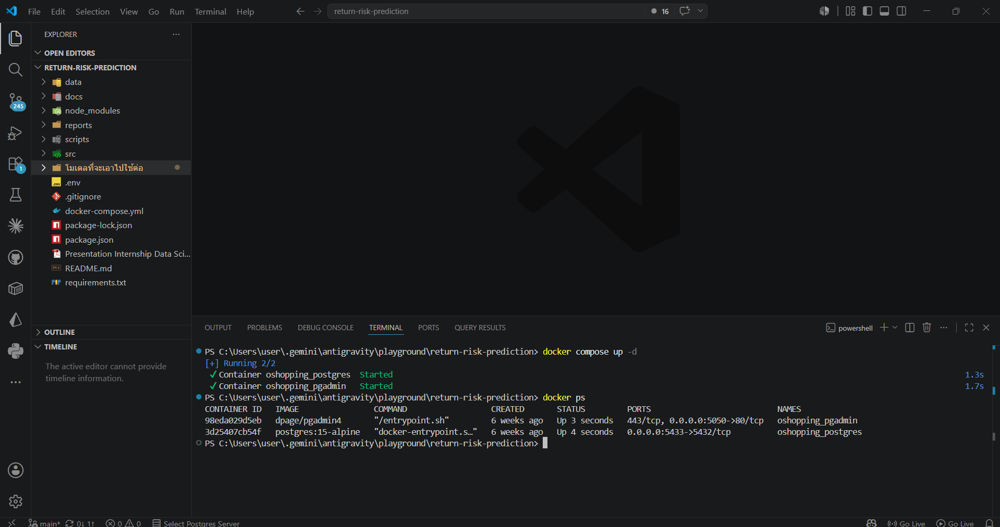 File Edit Selection View Go Run Terminal Help
return-risk-prediction
16
EXPLORER
OPEN EDITORS
RETURN-RISK-PREDICTION
data
docs
node_modules
reports
scripts
src
โมเดลที่จะเอาไปใช้ต่อ
.env
.gitignore
docker-compose.yml
package-lock.json
package.json
Presentation Internship Data Sci...
README.md
requirements.txt
245
1
OUTLINE
TIMELINE
The active editor cannot provide
timeline information.
OUTPUT PROBLEMS DEBUG CONSOLE TERMINAL PORTS QUERY RESULTS
powershell
PS C:\Users\user\.gemini\antigravity\playground\return-risk-prediction> docker compose up -d
[+] Running 2/2
✓ Container oshopping_postgres Started 1.3s
✓ Container oshopping_pgadmin Started 1.7s
PS C:\Users\user\.gemini\antigravity\playground\return-risk-prediction> docker ps
CONTAINER ID IMAGE COMMAND CREATED STATUS PORTS NAMES
98eda029d5eb dpage/pgadmin4 "/entrypoint.sh" 6 weeks ago Up 3 seconds 443/tcp, 0.0.0.0:5050->80/tcp oshopping_pgadmin
3d25407cb54f postgres:15-alpine "docker-entrypoint.s…" 6 weeks ago Up 4 seconds 0.0.0.0:5433->5432/tcp oshopping_postgres
PS C:\Users\user\.gemini\antigravity\playground\return-risk-prediction>
main* 0↓ 1↑ 0 0 Select Postgres Server Go Live Go Live